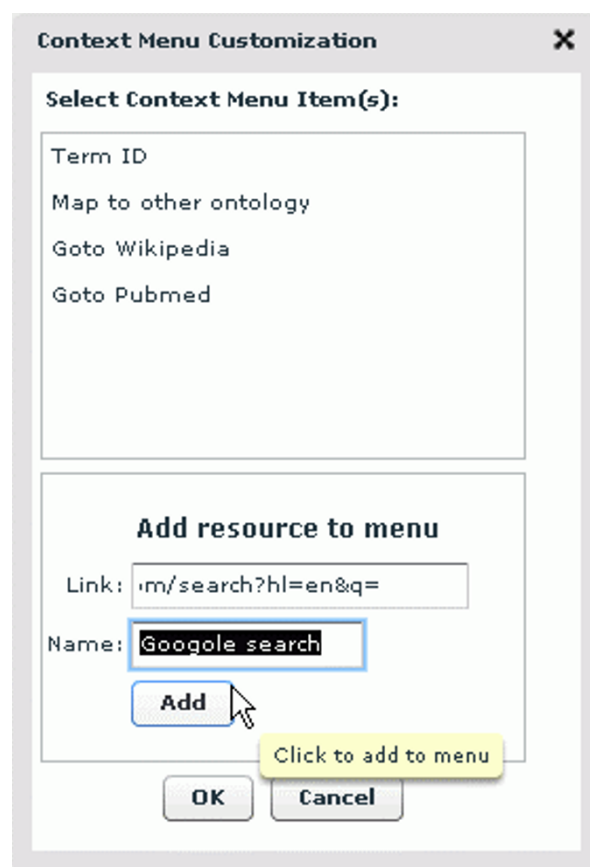 Context Menu Customization
Select Context Menu Item(s):
Term ID
Map to other ontology
Goto Wikipedia
Goto Pubmed
Add resource to menu
Link: m/search?hl=en&q=
Name: Googole search
Add
Click to add to menu
OK Cancel